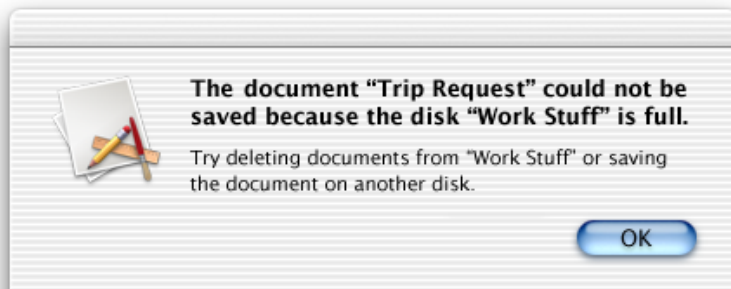 The document “Trip Request” could not be
saved because the disk “Work Stuff” is full.
Try deleting documents from “Work Stuff” or saving
the document on another disk.
OK